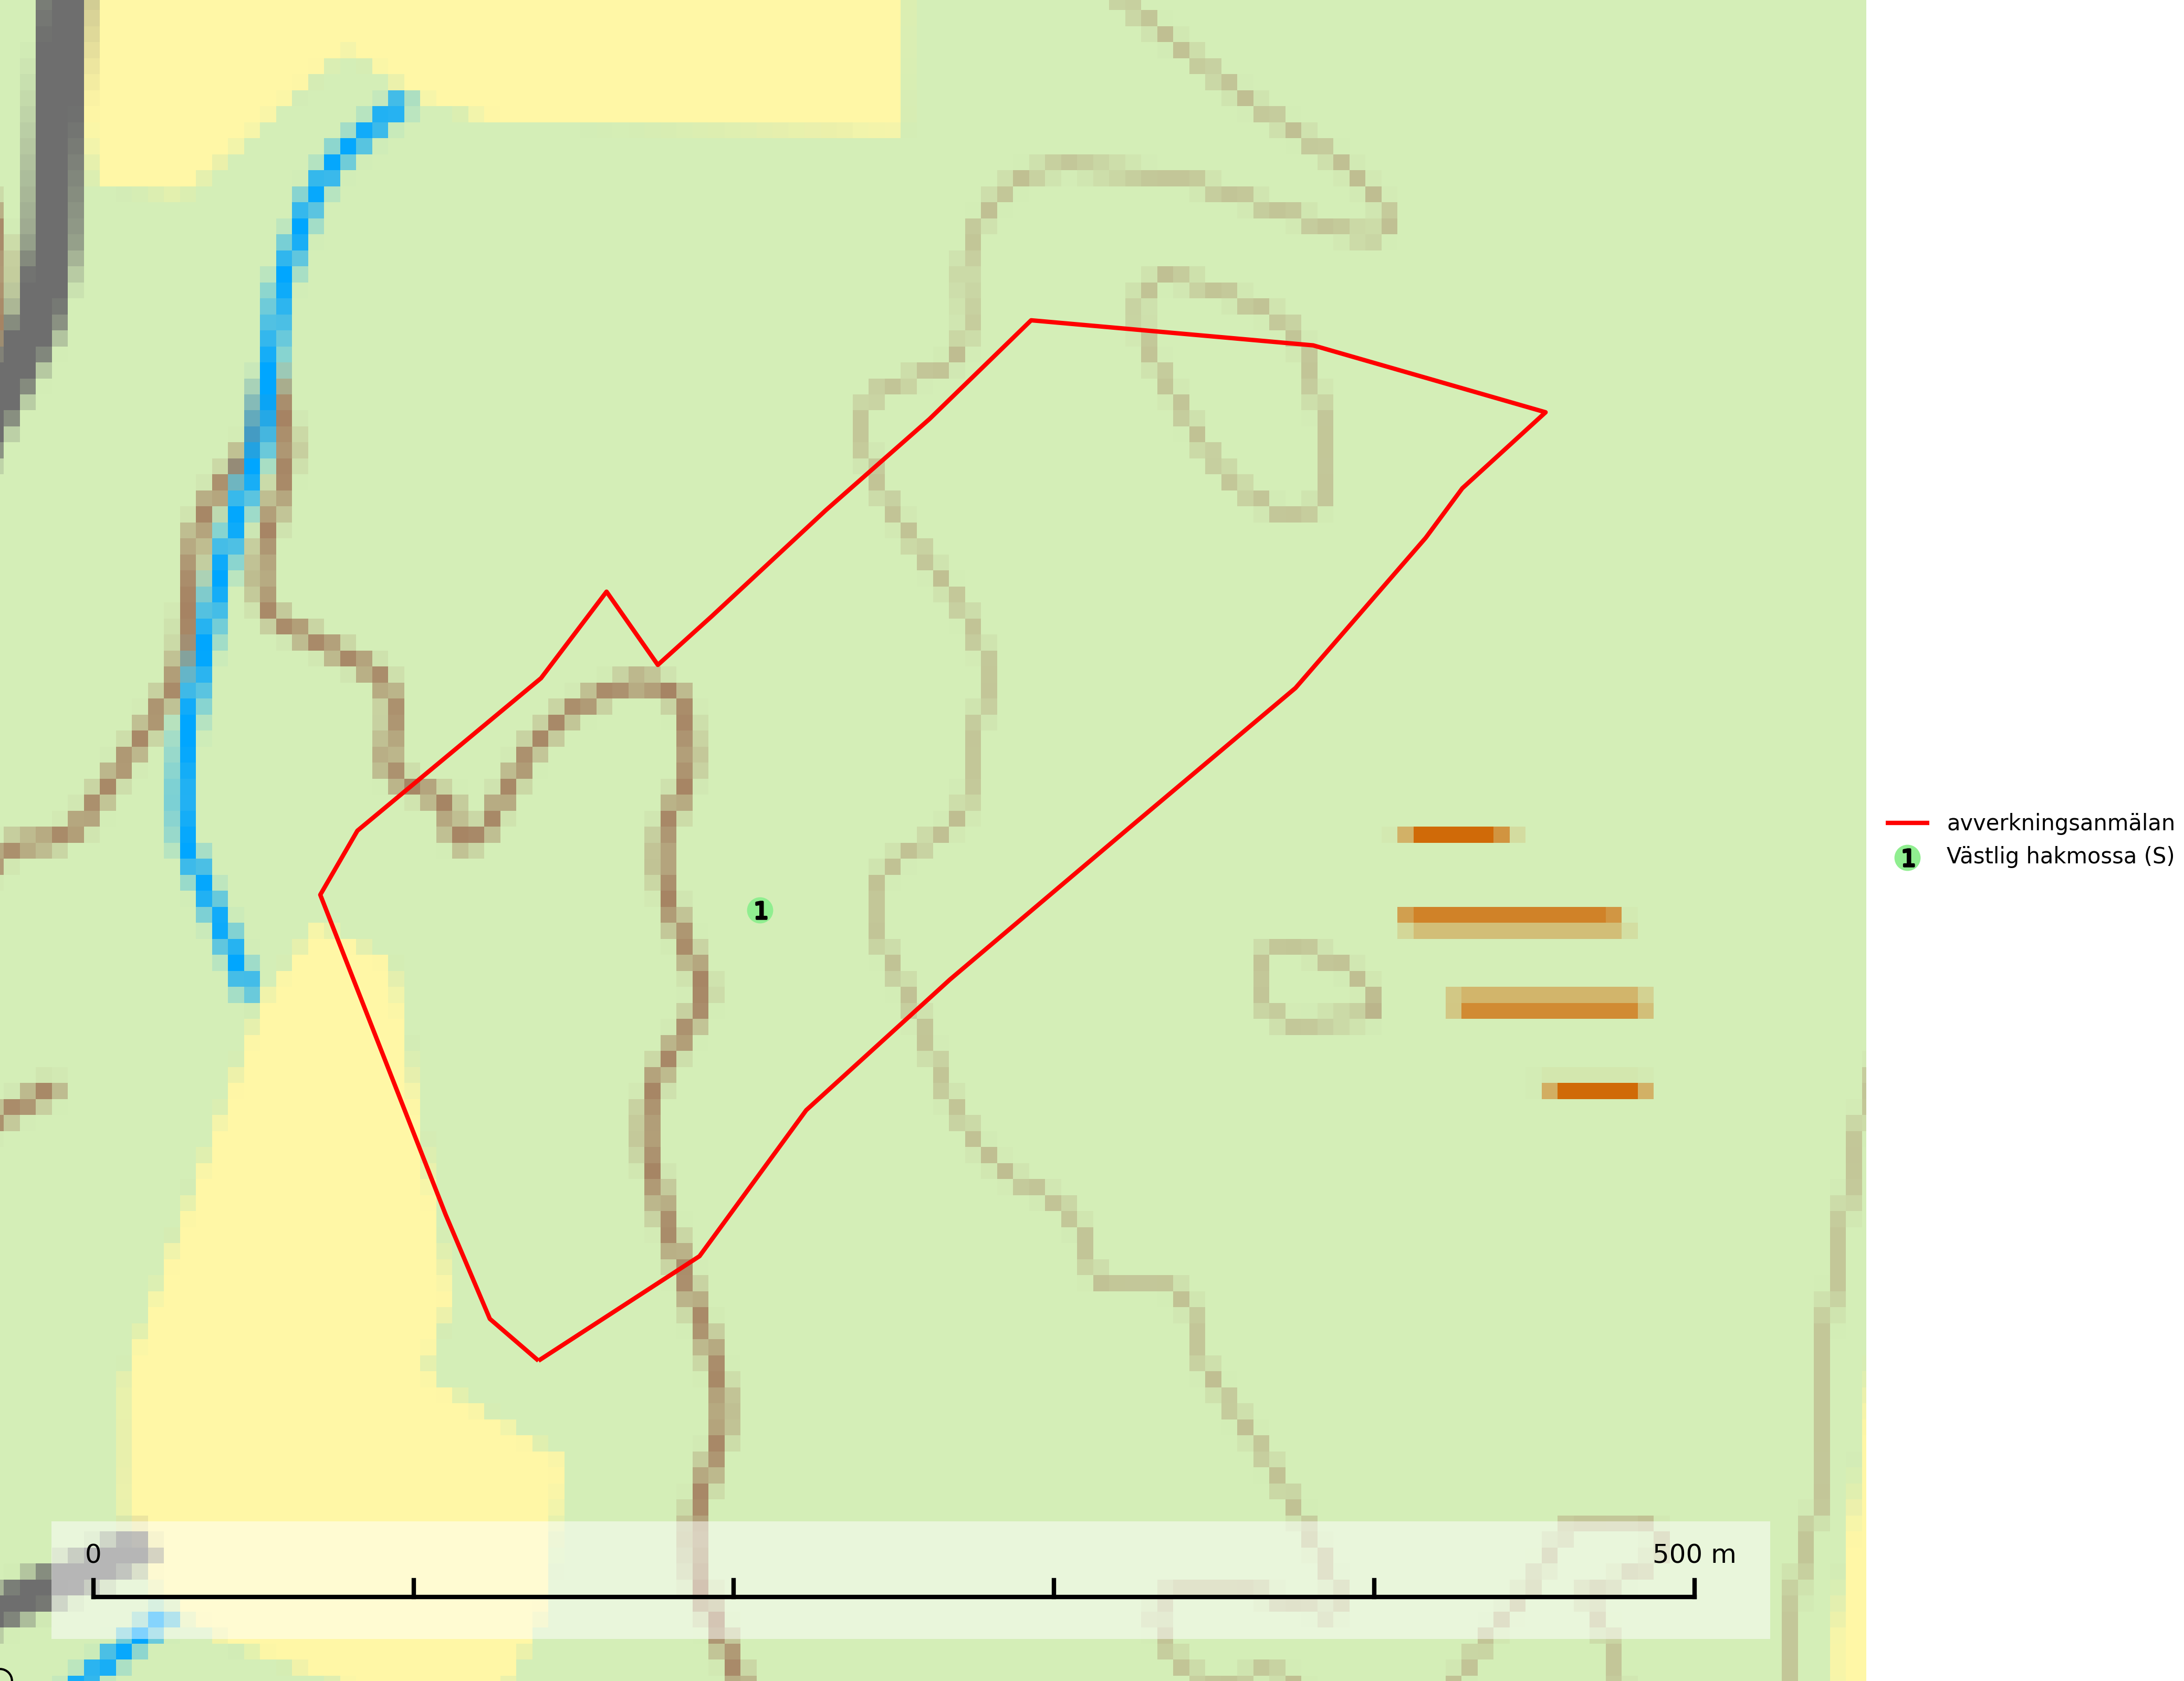 avverkningsanmälan
1 Västlig hakmossa (S)
1
0 500 m